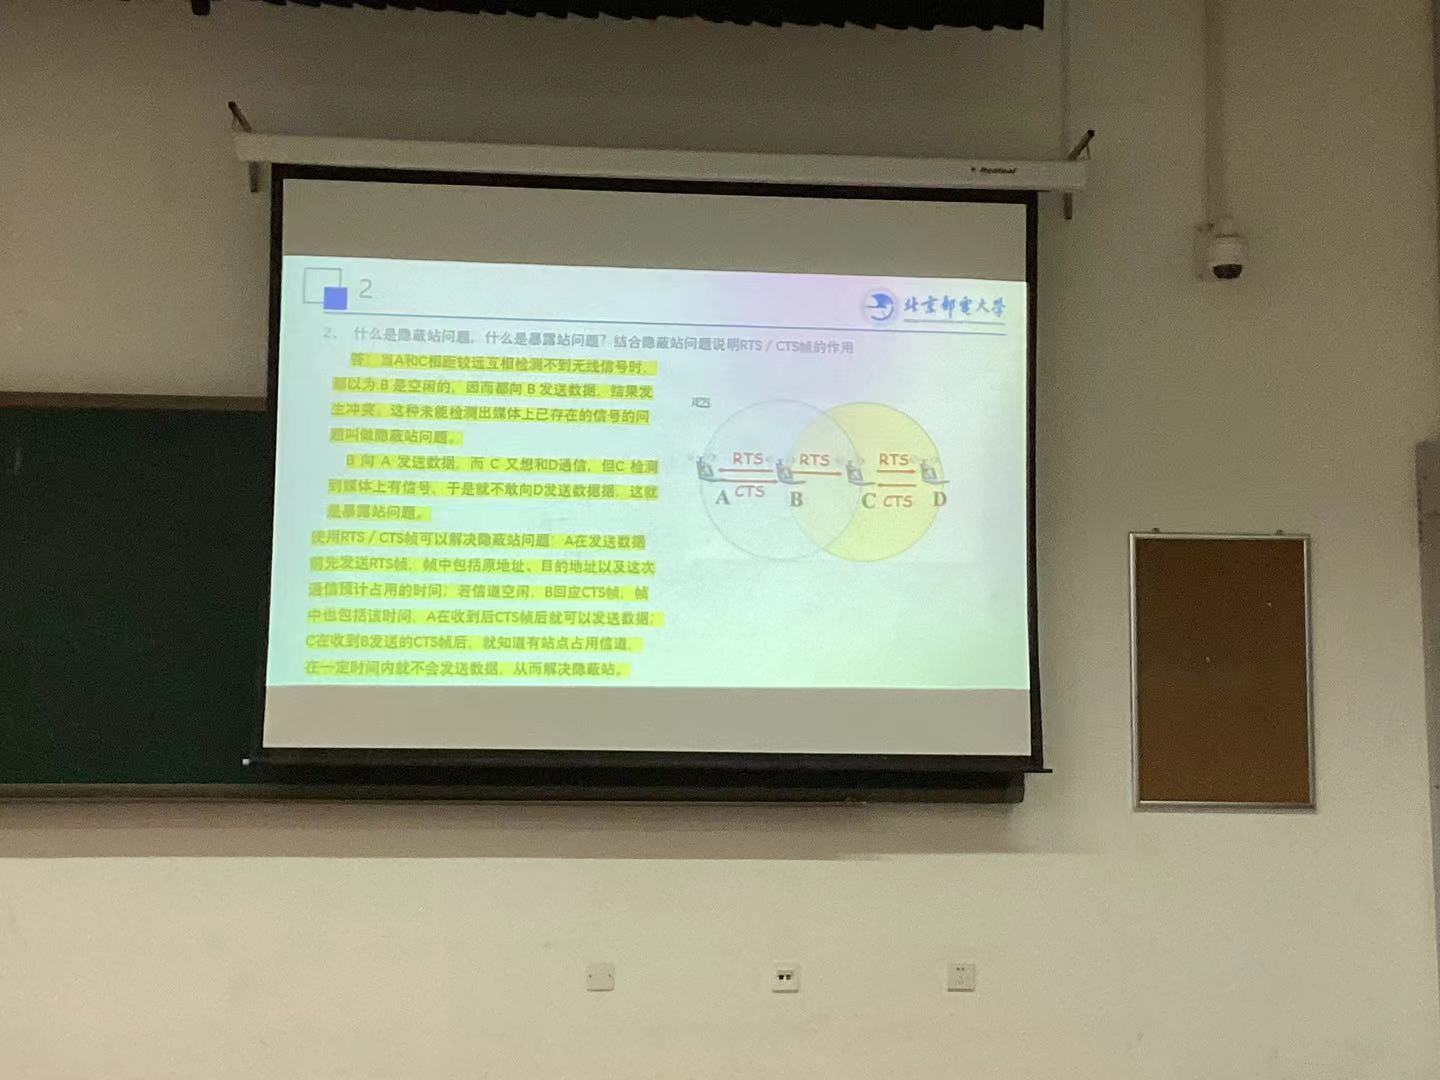 Redleaf
2
北京邮电大学
2、 什么是隐蔽站问题，什么是暴露站问题？结合隐蔽站问题说明RTS / CTS帧的作用
答：当A和C相距较远互相检测不到无线信号时，
都以为 B 是空闲的，因而都向 B 发送数据，结果发
生冲突。这种未能检测出媒体上已存在的信号的问
题叫做隐蔽站问题。
B 向 A 发送数据，而 C 又想和D通信，但C 检测
到媒体上有信号，于是就不敢向D发送数据据，这就
是暴露站问题。
使用RTS / CTS帧可以解决隐蔽站问题：A在发送数据
前先发送RTS帧，帧中包括原地址、目的地址以及这次
通信预计占用的时间；若信道空闲，B回应CTS帧，帧
中也包括该时间，A在收到后CTS帧后就可以发送数据；
C在收到B发送的CTS帧后，就知道有站点占用信道，
在一定时间内就不会发送数据，从而解决隐蔽站。
RTS RTS RTS
CTS CTS
A B C D